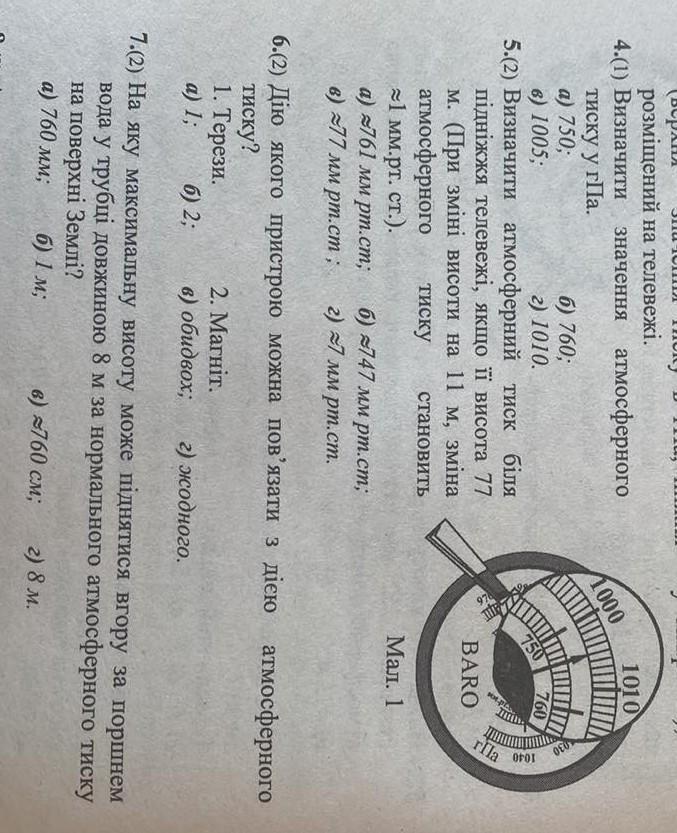 розміщений на телевежі.
4.(1) Визначити значення атмосферного
тиску у гПа.
а) 750; б) 760;
в) 1005; г) 1010.
5.(2) Визначити атмосферний тиск біля
підніжжя телевежі, якщо її висота 77
м. (При зміні висоти на 11 м, зміна
атмосферного тиску становить
≈1 мм.рт. ст.).
а) ≈761 мм рт.ст; б) ≈747 мм рт.ст;
в) ≈77 мм рт.ст ; г) ≈7 мм рт.ст.
1000
1010
750
760
BARO
1030
1040
гПа
Мал. 1
6.(2) Дію якого пристрою можна пов'язати з дією атмосферного
тиску?
1. Терези. 2. Магніт.
а) 1; б) 2; в) обидвох; г) жодного.
7.(2) На яку максимальну висоту може піднятися вгору за поршнем
вода у трубці довжиною 8 м за нормального атмосферного тиску
на поверхні Землі?
а) 760 мм; б) 1 м; в) ≈760 см; г) 8 м.